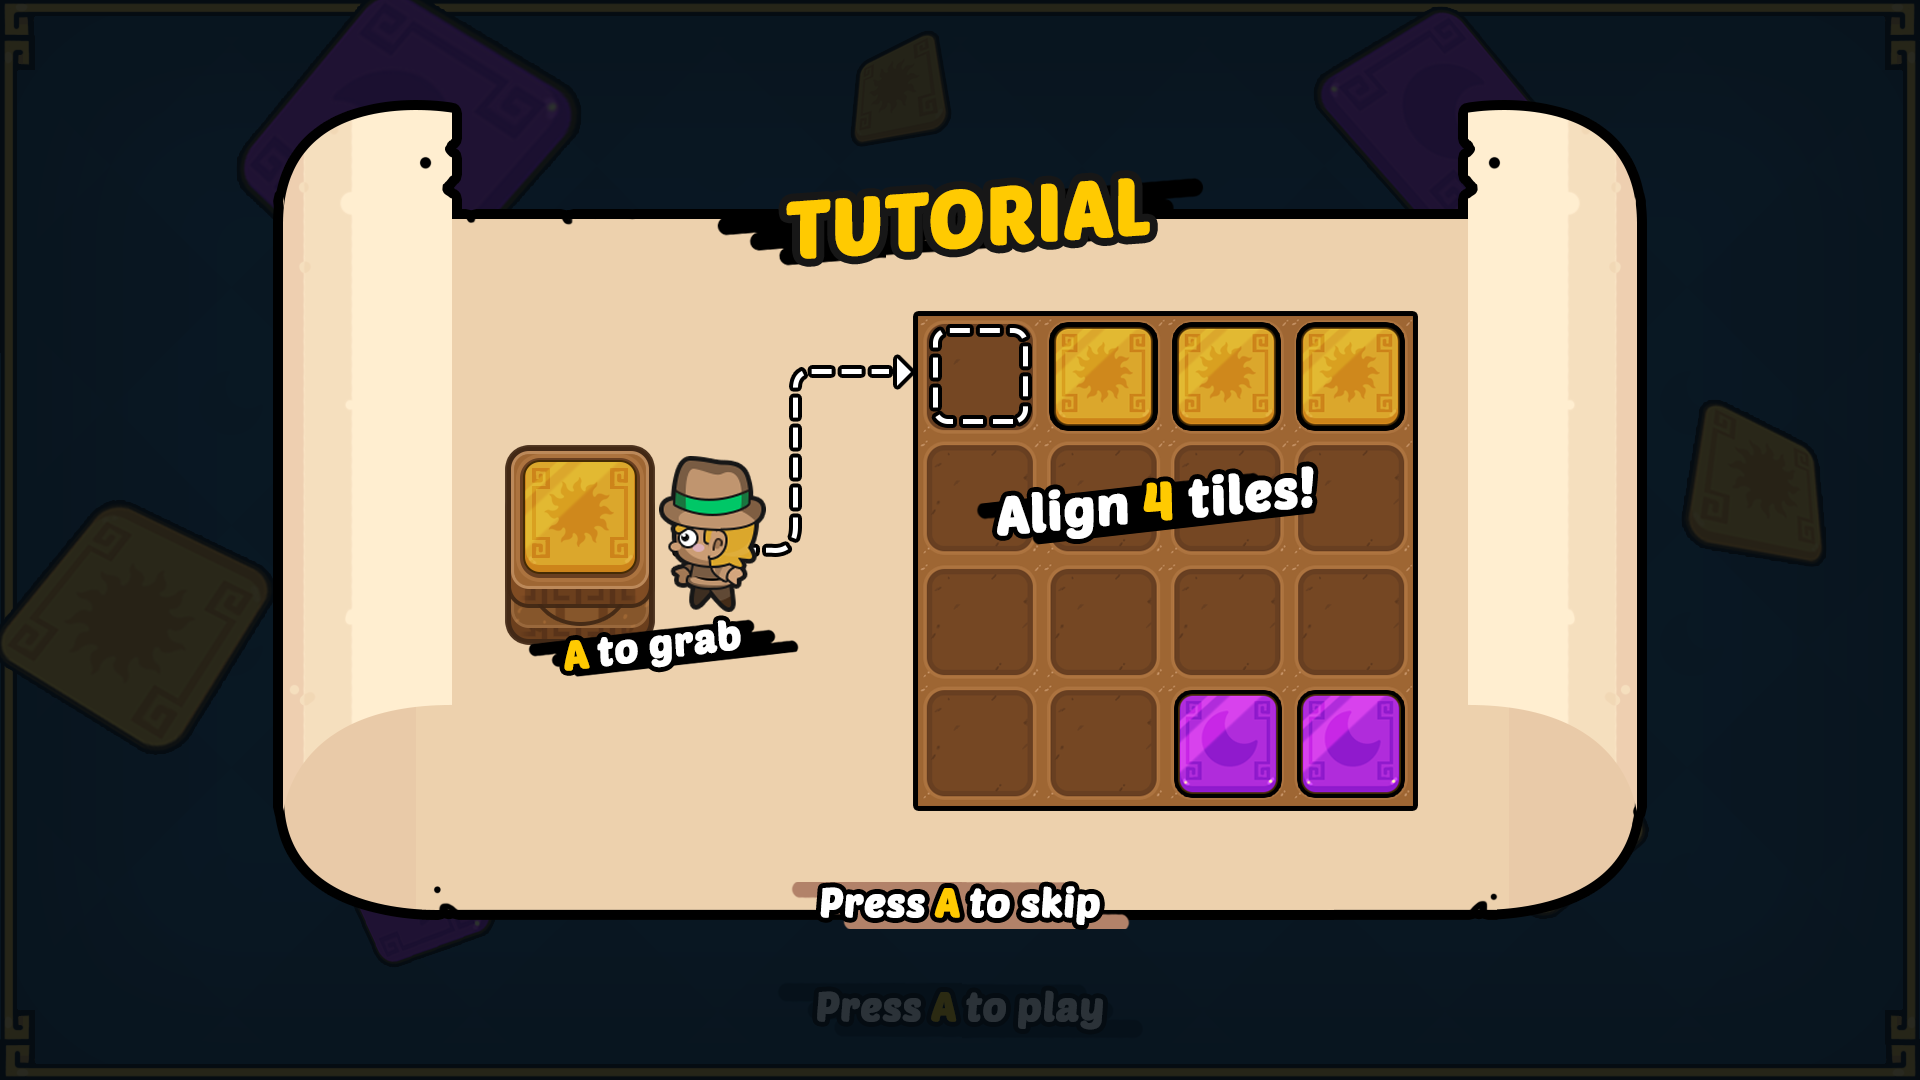 TUTORIAL
Align 4 tiles!
A to grab
Press A to skip
Press A to play